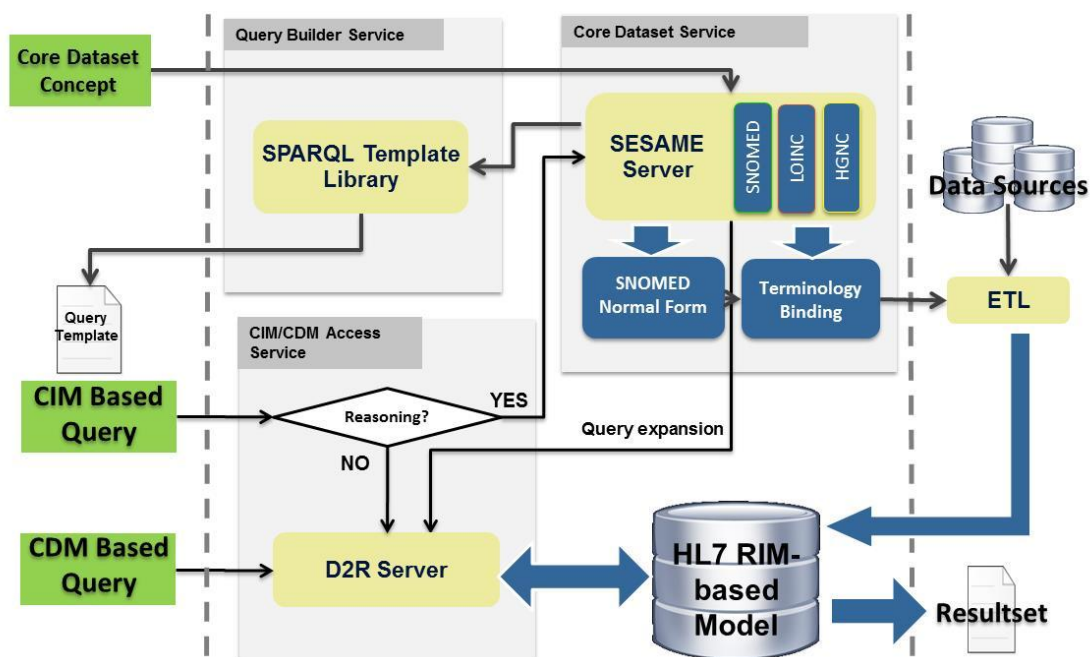 Core Dataset
Concept
Query Builder Service
Core Dataset Service
SPARQL Template
Library
SESAME
Server
SNOMED
LOINC
HGNC
Data Sources
SNOMED
Normal Form
Terminology
Binding
ETL
Query
Template
CIM/CDM Access
Service
CIM Based
Query
Reasoning?
YES
NO
Query expansion
CDM Based
Query
D2R Server
HL7 RIM-
based
Model
Resultset